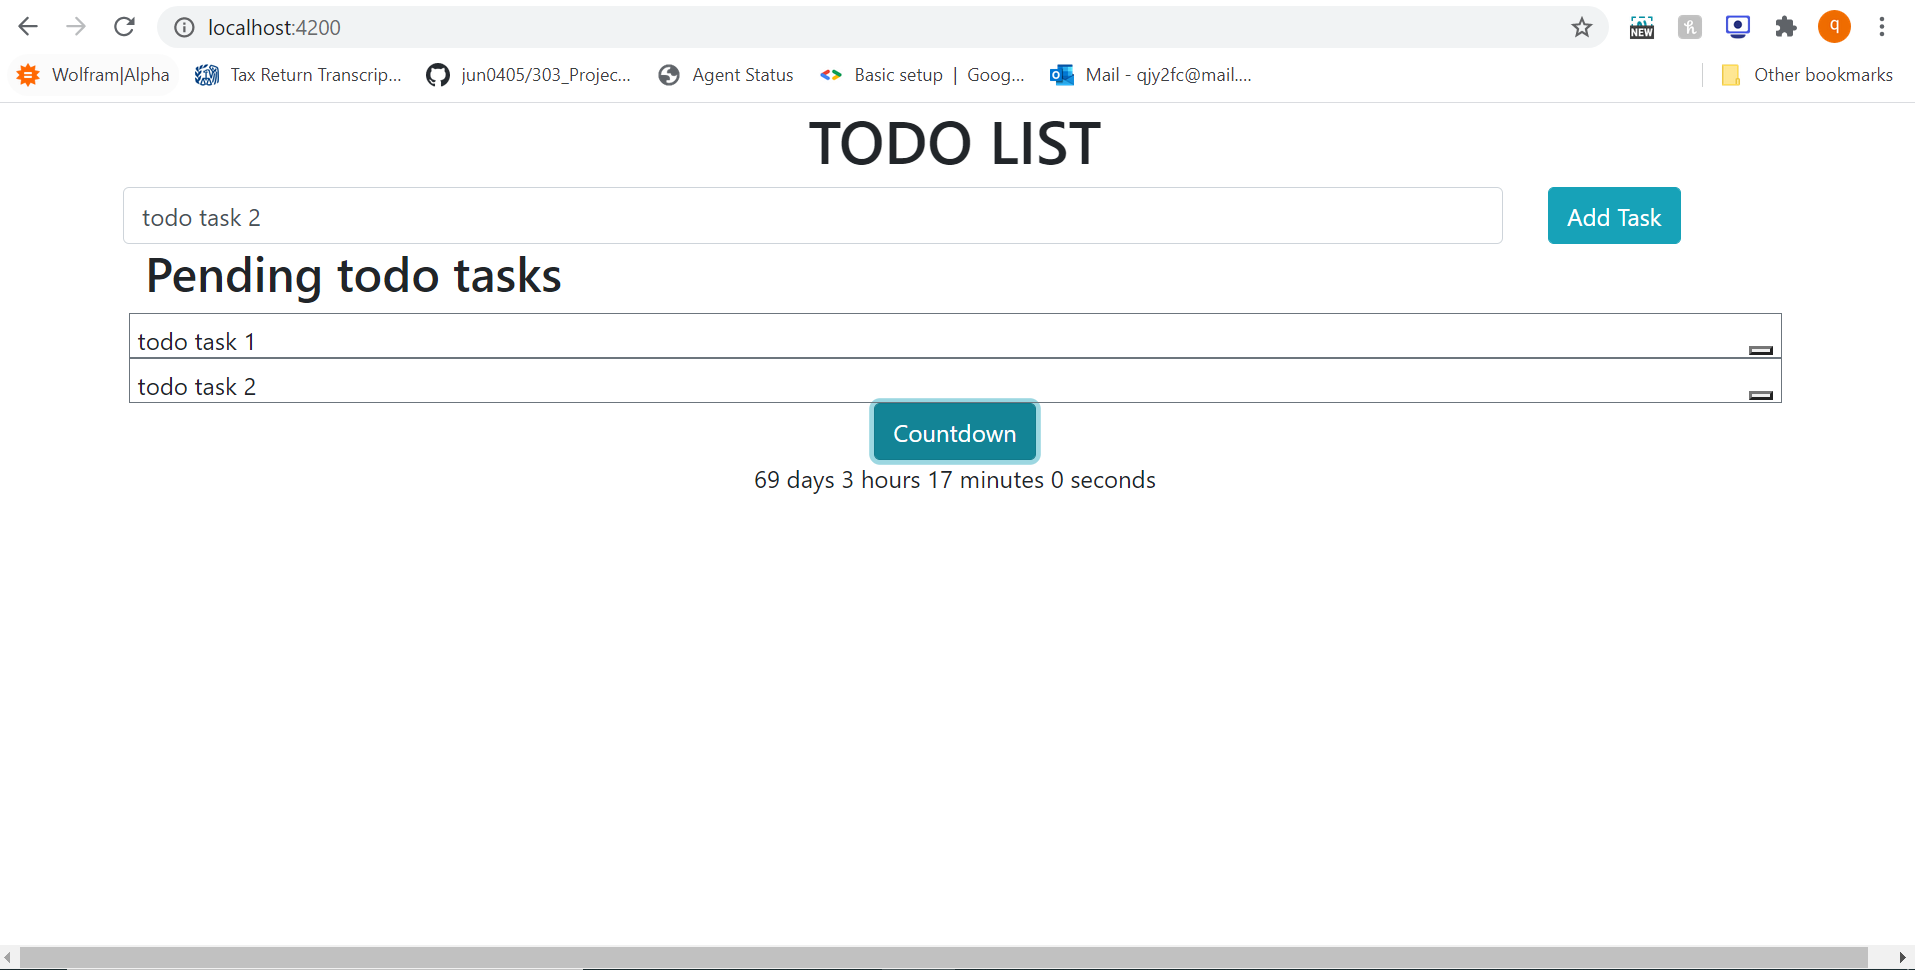 localhost:4200
NEW
q
Wolfram|Alpha
Tax Return Transcrip...
jun0405/303_Projec...
Agent Status
Basic setup | Goog...
Mail - qjy2fc@mail....
Other bookmarks
TODO LIST
todo task 2
Add Task
Pending todo tasks
todo task 1
todo task 2
Countdown
69 days 3 hours 17 minutes 0 seconds